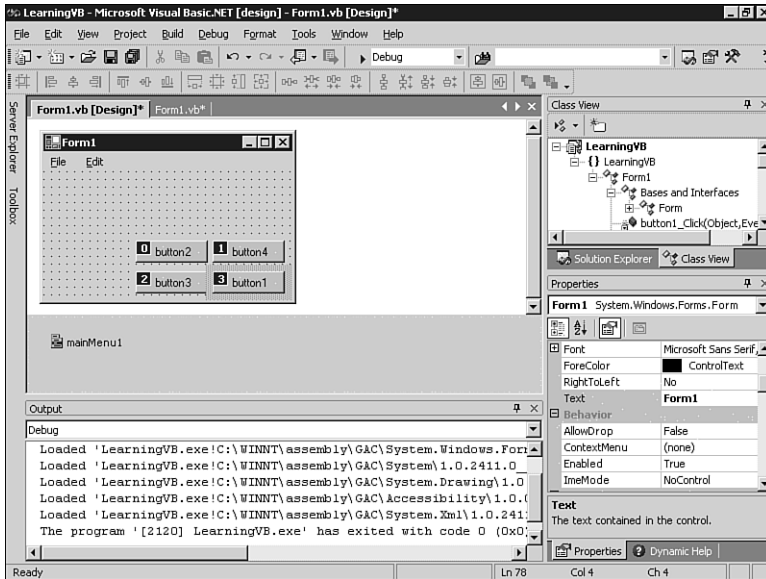 LearningVB - Microsoft Visual Basic.NET [design] - Form1.vb [Design]*
File Edit View Project Build Debug Format Tools Window Help
Debug
Form1.vb [Design]* Form1.vb*
Server Explorer
Toolbox
Form1
File Edit
0 button2
1 button4
2 button3
3 button1
mainMenu1
Output
Debug
Loaded 'LearningVB.exe!C:\WINNT\assembly\GAC\System.Windows.For
Loaded 'LearningVB.exe!C:\WINNT\assembly\GAC\System\1.0.2411.0__
Loaded 'LearningVB.exe!C:\WINNT\assembly\GAC\System.Drawing\1.0
Loaded 'LearningVB.exe!C:\WINNT\assembly\GAC\Accessibility\1.0.
Loaded 'LearningVB.exe!C:\WINNT\assembly\GAC\System.Xml\1.0.241
The program '[2120] LearningVB.exe' has exited with code 0 (0x0
Class View
LearningVB
{} LearningVB
Form1
Bases and Interfaces
Form
button1_Click(Object,Eve
Solution Explorer Class View
Properties
Form1 System.Windows.Forms.Form
Font Microsoft Sans Serif,
ForeColor ControlText
RightToLeft No
Text Form1
Behavior
AllowDrop False
ContextMenu (none)
Enabled True
ImeMode NoControl
Text
The text contained in the control.
Properties Dynamic Help
Ready Ln 78 Col 4 Ch 4